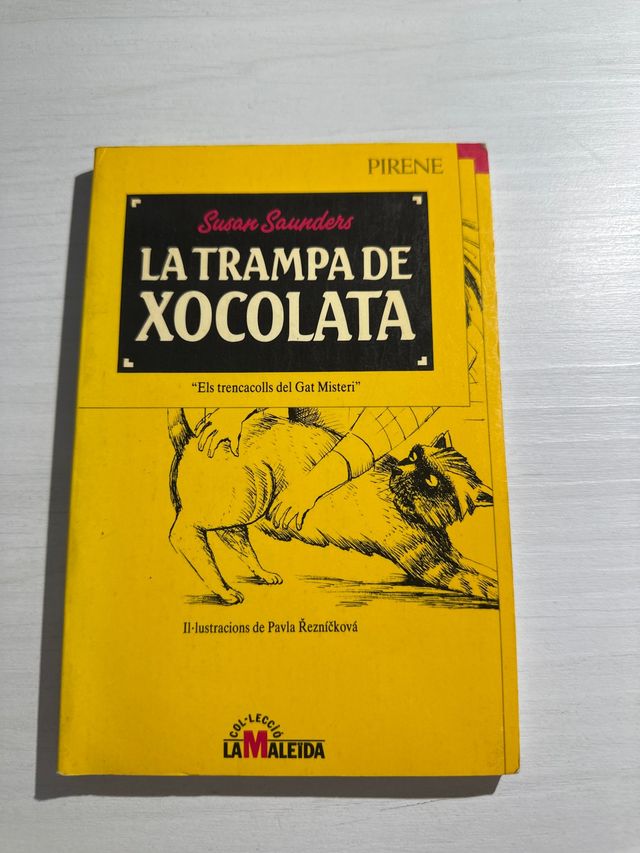 PIRENE
Susan Saunders
LA TRAMPA DE
XOCOLATA
“Els trencacolls del Gat Misteri”
Il·lustracions de Pavla Řezníčková
COL·LECCIÓ
LA MALEÏDA